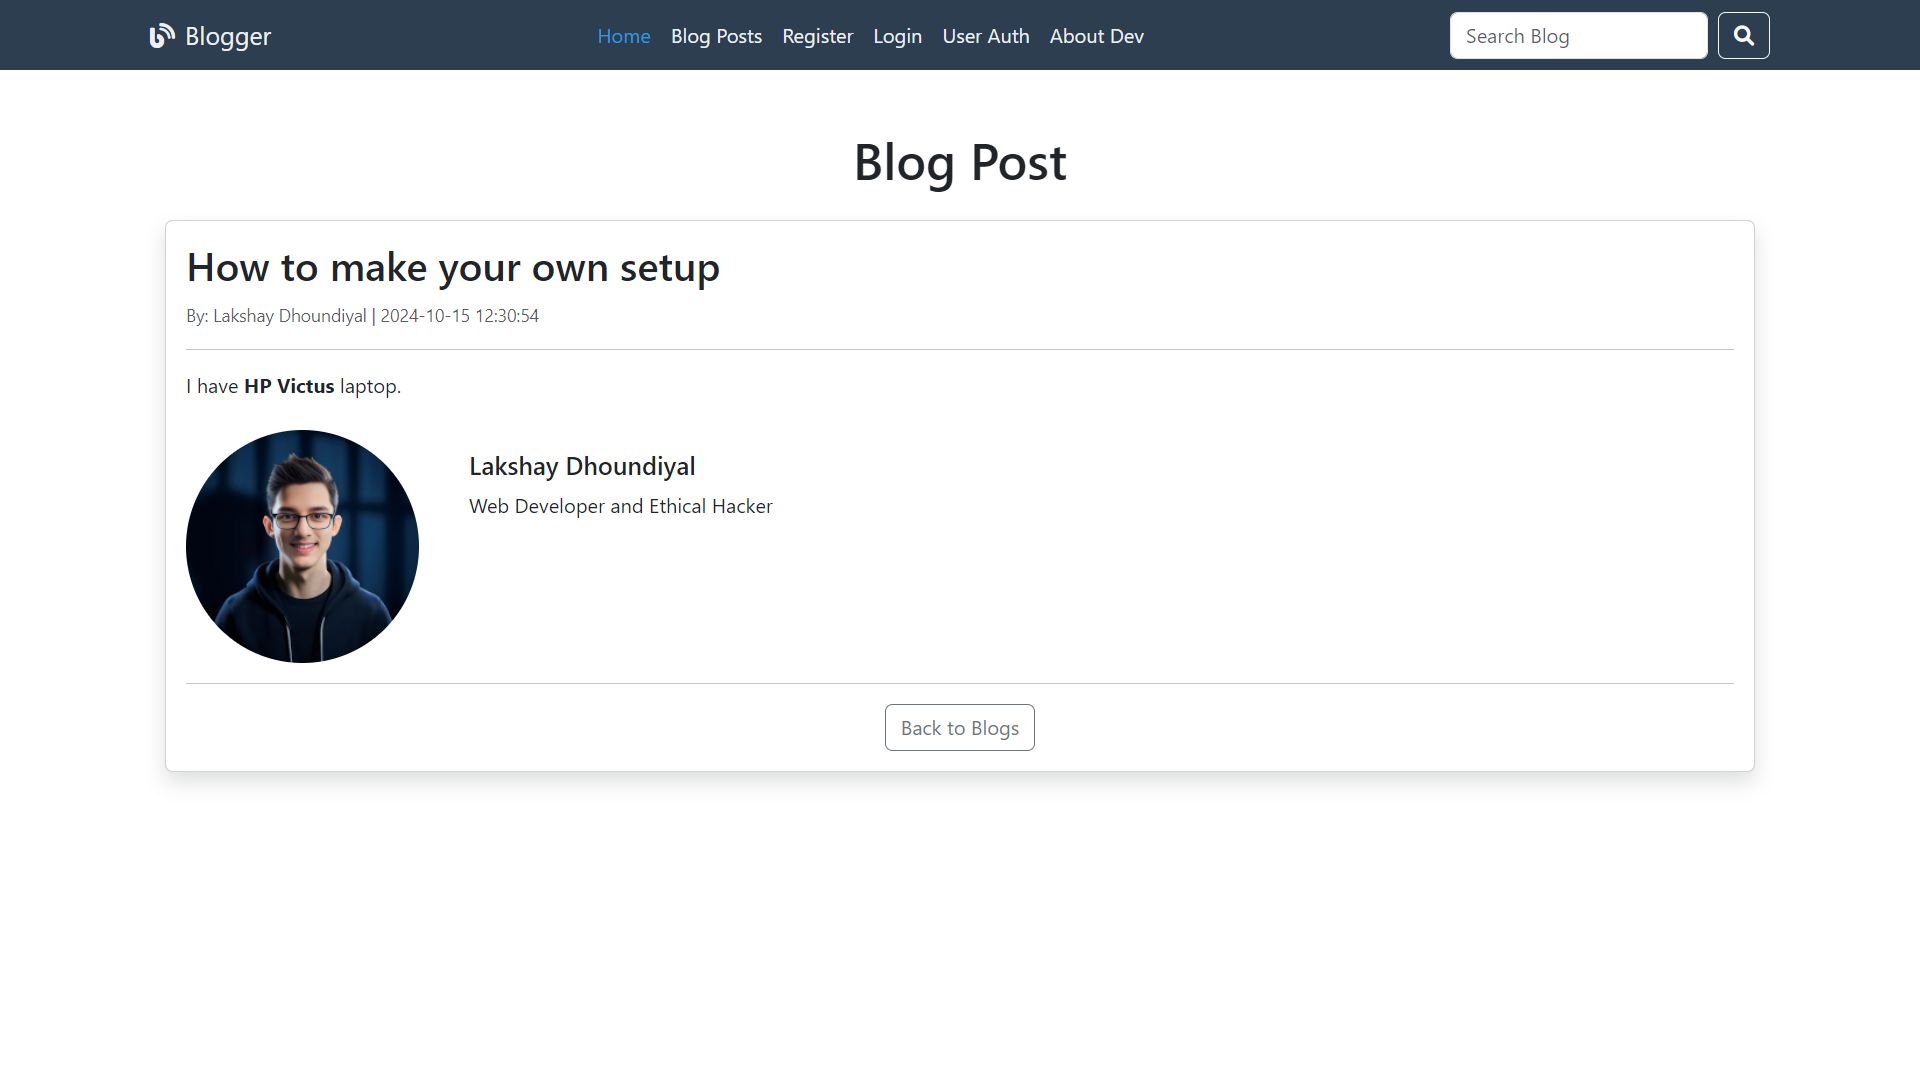 Blogger
Home Blog Posts Register Login User Auth About Dev
Search Blog
Blog Post
How to make your own setup
By: Lakshay Dhoundiyal | 2024-10-15 12:30:54
I have HP Victus laptop.
Lakshay Dhoundiyal
Web Developer and Ethical Hacker
Back to Blogs